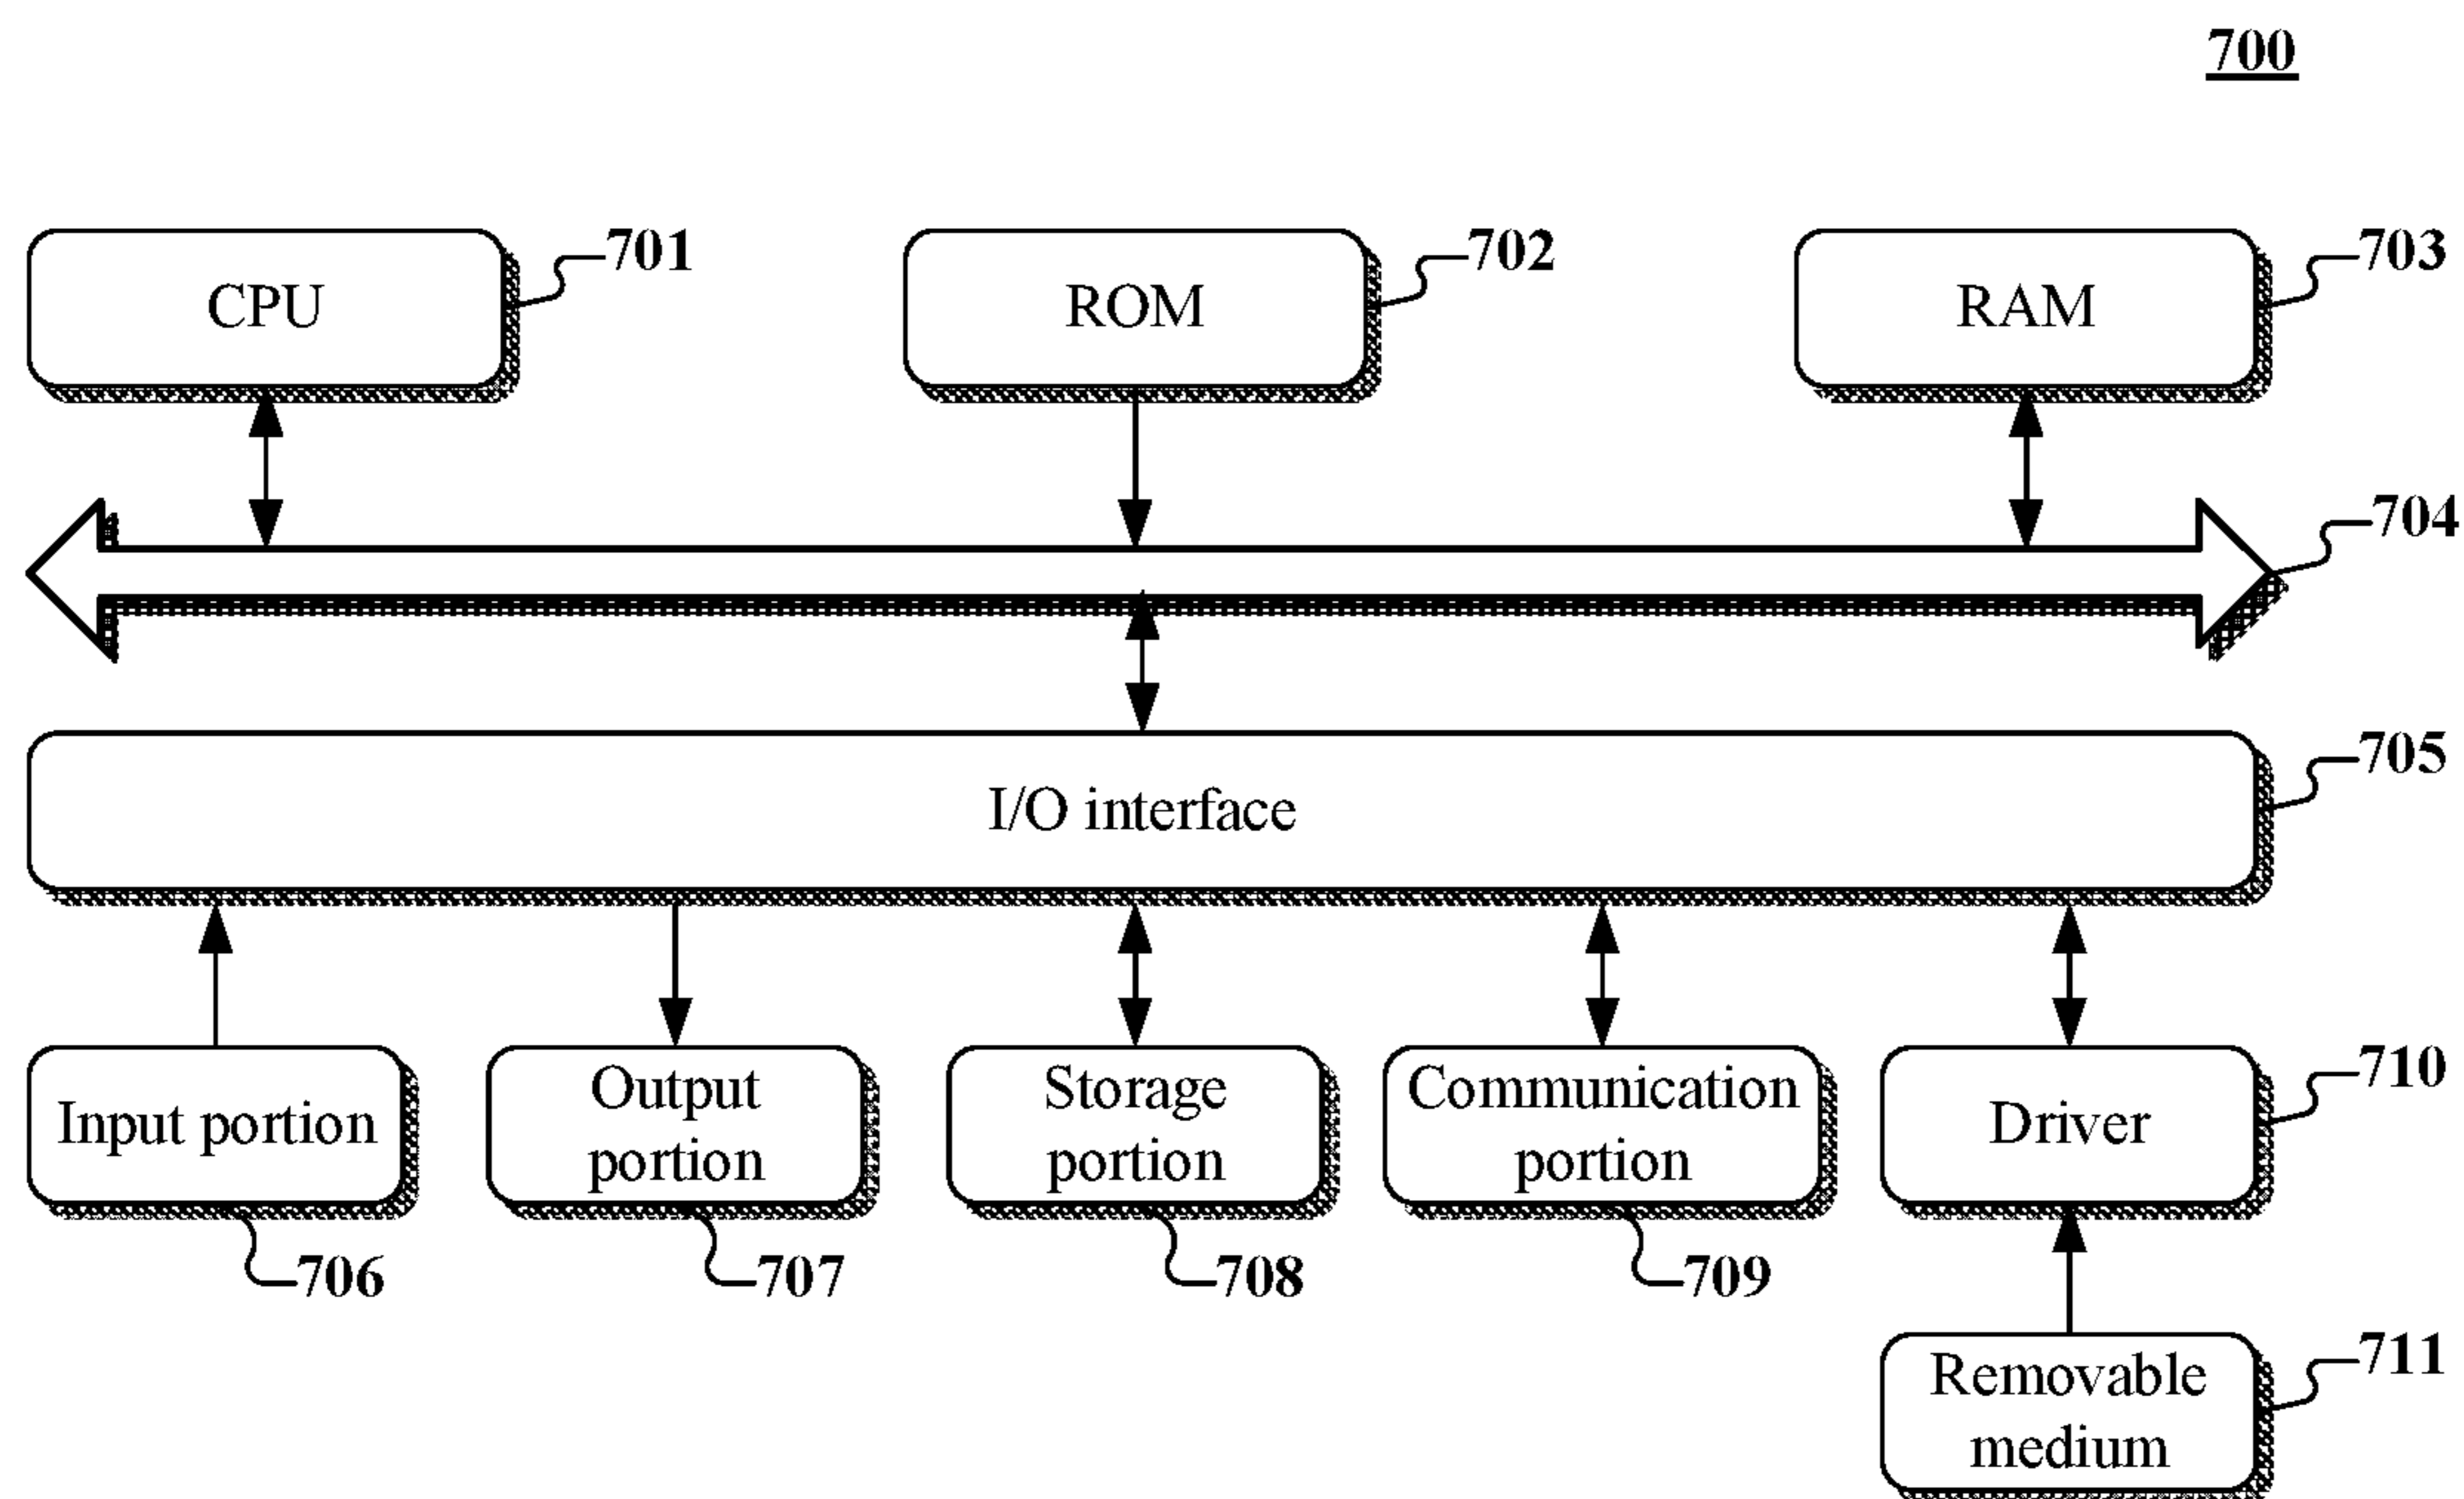 700
CPU
701
ROM
702
RAM
703
704
I/O interface
705
Input portion
706
Output
portion
707
Storage
portion
708
Communication
portion
709
Driver
710
Removable
medium
711